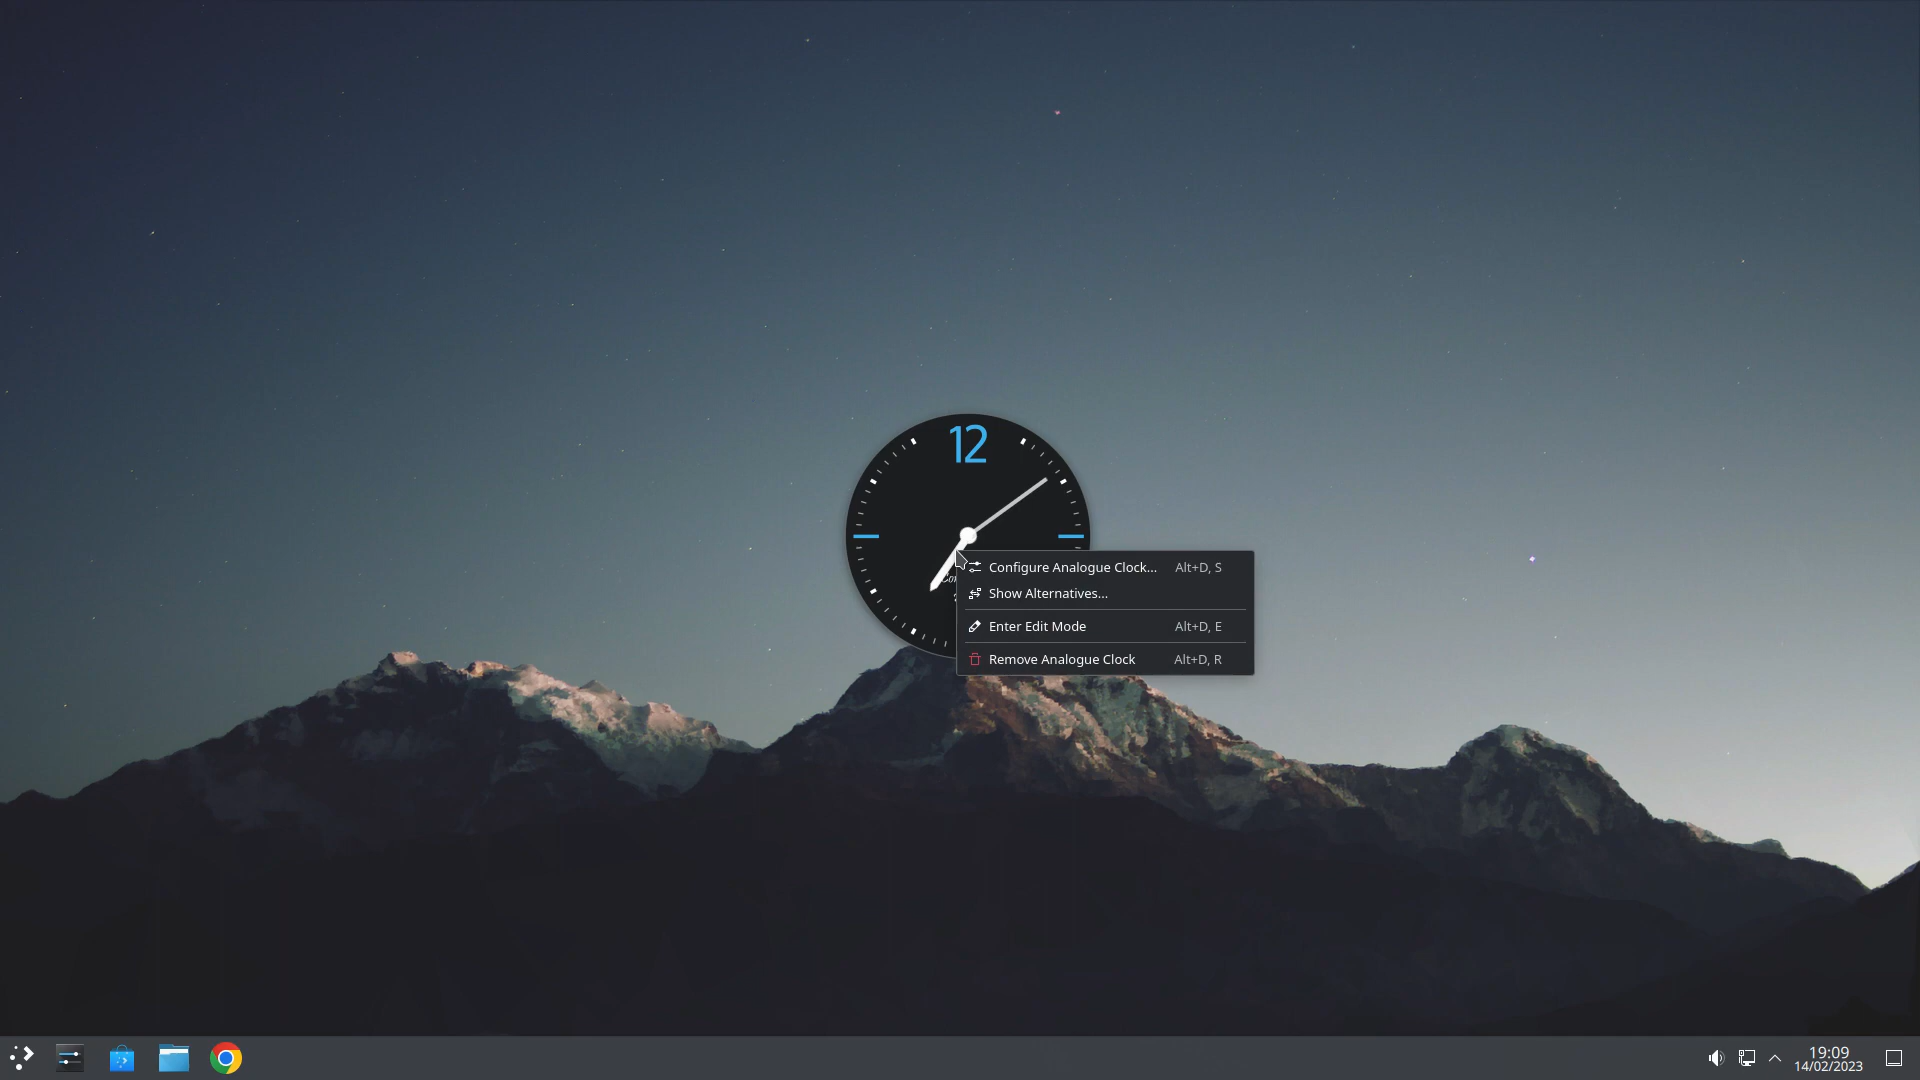 12
Configure Analogue Clock... Alt+D, S
Show Alternatives...
Enter Edit Mode Alt+D, E
Remove Analogue Clock Alt+D, R
19:09
14/02/2023